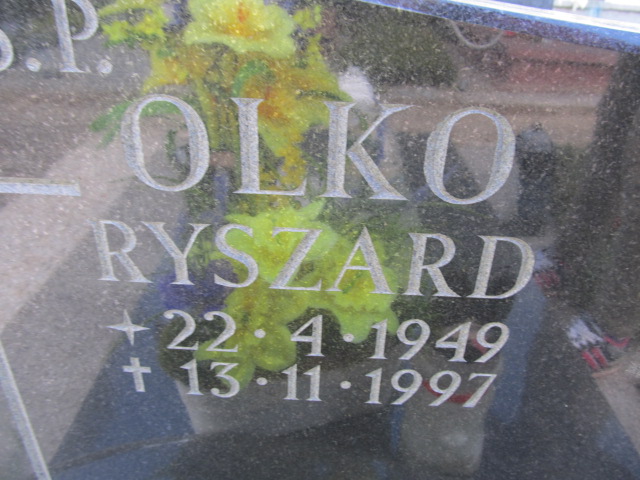 Ś.P.
OLKO
RYSZARD
22·4·1949
✝ 13·11·1997